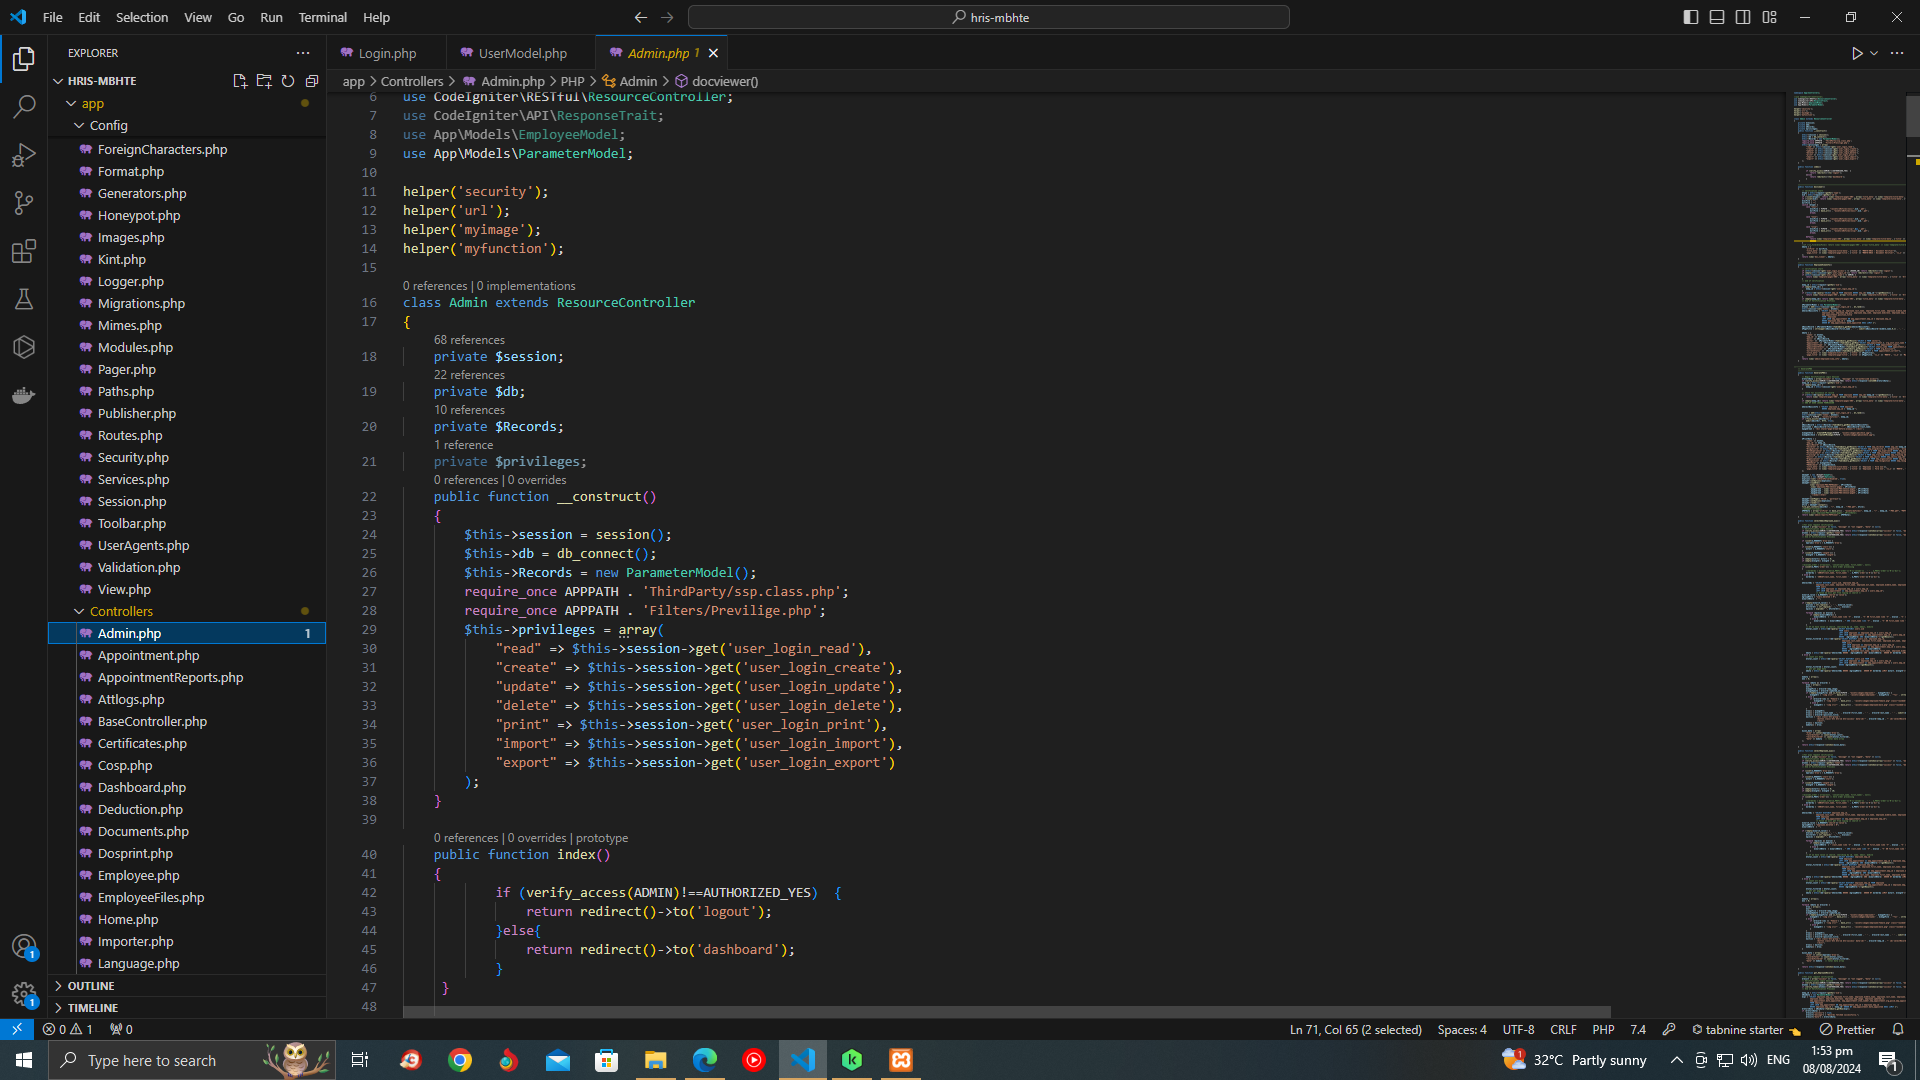 File Edit Selection View Go Run Terminal Help
hris-mbhte
EXPLORER
HRIS-MBHTE
app
Config
ForeignCharacters.php
Format.php
Generators.php
Honeypot.php
Images.php
Kint.php
Logger.php
Migrations.php
Mimes.php
Modules.php
Pager.php
Paths.php
Publisher.php
Routes.php
Security.php
Services.php
Session.php
Toolbar.php
UserAgents.php
Validation.php
View.php
Controllers
Admin.php 1
Appointment.php
AppointmentReports.php
Attlogs.php
BaseController.php
Certificates.php
Cosp.php
Dashboard.php
Deduction.php
Documents.php
Dosprint.php
Employee.php
EmployeeFiles.php
Home.php
Importer.php
Language.php
OUTLINE
TIMELINE
1
1
Login.php UserModel.php Admin.php 1
app > Controllers > Admin.php > PHP > Admin > docviewer()
6 use CodeIgniter\RESTful\ResourceController;
7 use CodeIgniter\API\ResponseTrait;
8 use App\Models\EmployeeModel;
9 use App\Models\ParameterModel;
10
11 helper('security');
12 helper('url');
13 helper('myimage');
14 helper('myfunction');
15
0 references | 0 implementations
16 class Admin extends ResourceController
17 {
68 references
18 private $session;
22 references
19 private $db;
10 references
20 private $Records;
1 reference
21 private $privileges;
0 references | 0 overrides
22 public function __construct()
23 {
24 $this->session = session();
25 $this->db = db_connect();
26 $this->Records = new ParameterModel();
27 require_once APPPATH . 'ThirdParty/ssp.class.php';
28 require_once APPPATH . 'Filters/Previlige.php';
29 $this->privileges = array(
30 "read" => $this->session->get('user_login_read'),
31 "create" => $this->session->get('user_login_create'),
32 "update" => $this->session->get('user_login_update'),
33 "delete" => $this->session->get('user_login_delete'),
34 "print" => $this->session->get('user_login_print'),
35 "import" => $this->session->get('user_login_import'),
36 "export" => $this->session->get('user_login_export')
37 );
38 }
39
0 references | 0 overrides | prototype
40 public function index()
41 {
42 if (verify_access(ADMIN)!==AUTHORIZED_YES) {
43 return redirect()->to('logout');
44 }else{
45 return redirect()->to('dashboard');
46 }
47 }
48
0 1 0 Ln 71, Col 65 (2 selected) Spaces: 4 UTF-8 CRLF PHP 7.4 tabnine starter Prettier
Type here to search
1 32°C Partly sunny ENG
1:53 pm
08/08/2024
1